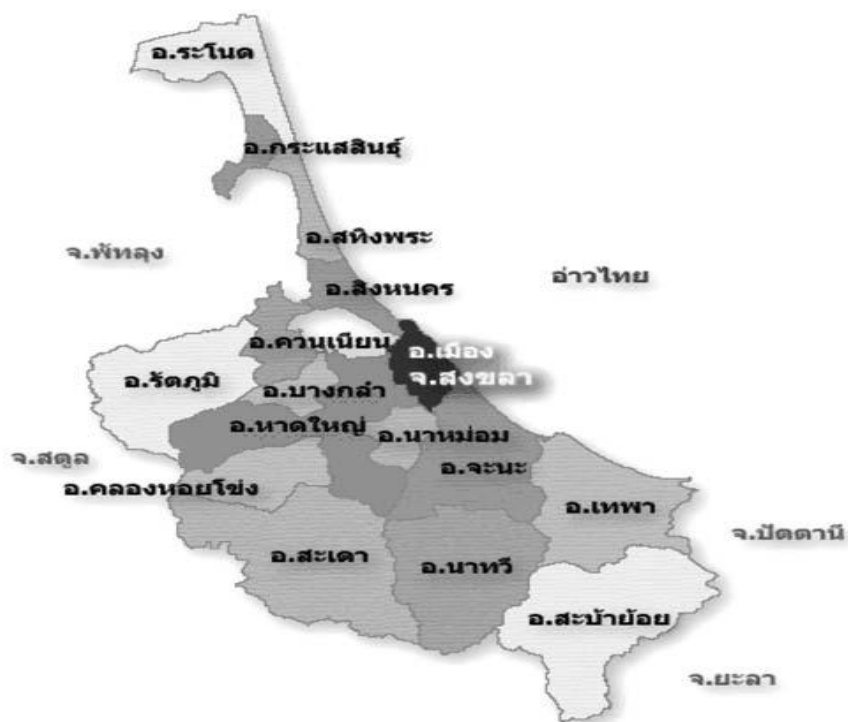 อ.ระโนด
อ.กระแสสินธุ์
อ.สทิงพระ
จ.พัทลุง
อ่าวไทย
อ.สิงหนคร
อ.ควนเนียน
อ.เมือง
จ.สงขลา
อ.รัตภูมิ
อ.บางกล่ำ
อ.หาดใหญ่
อ.นาหม่อม
จ.สตูล
อ.จะนะ
อ.คลองหอยโข่ง
อ.เทพา
จ.ปัตตานี
อ.สะเดา
อ.นาทวี
อ.สะบ้าย้อย
จ.ยะลา